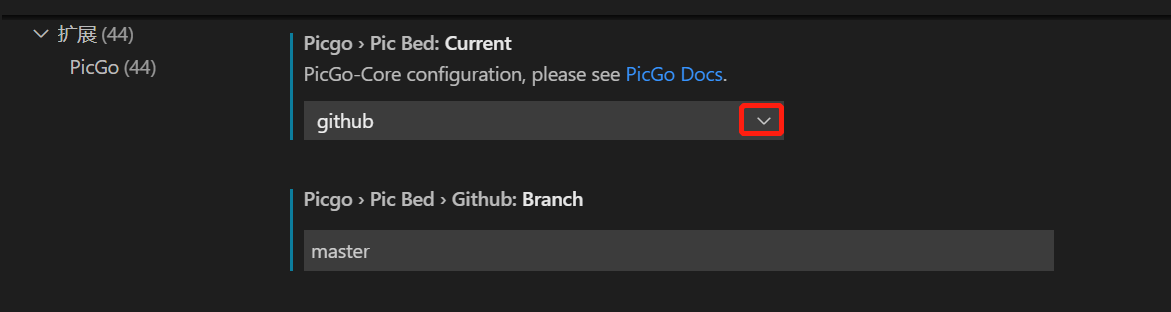 扩展 (44)
PicGo (44)
Picgo › Pic Bed: Current
PicGo-Core configuration, please see PicGo Docs.
github
Picgo › Pic Bed › Github: Branch
master